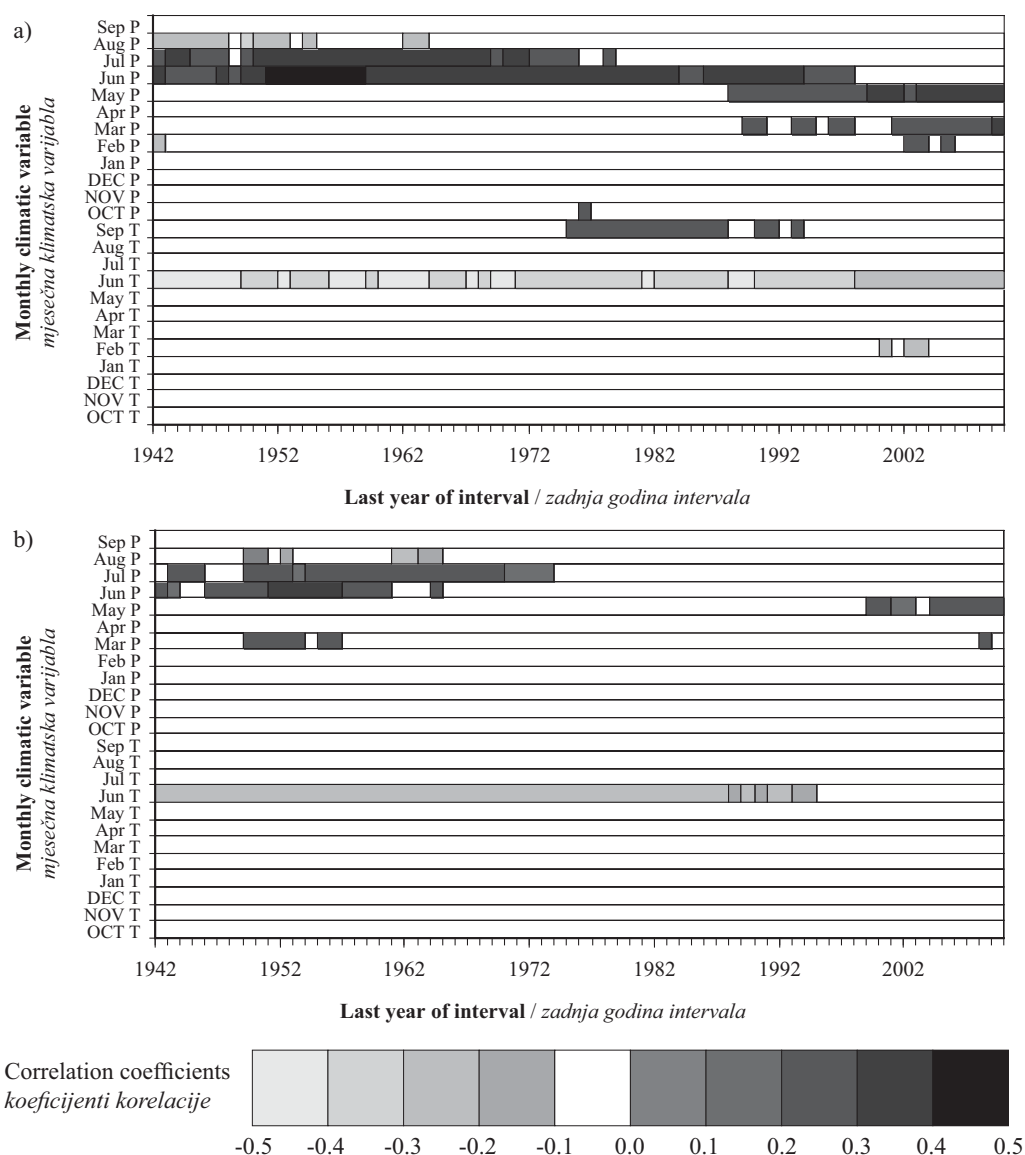 a)
Monthly climatic variable
mjesečna klimatska varijabla
Sep P
Aug P
Jul P
Jun P
May P
Apr P
Mar P
Feb P
Jan P
DEC P
NOV P
OCT P
Sep T
Aug T
Jul T
Jun T
May T
Apr T
Mar T
Feb T
Jan T
DEC T
NOV T
OCT T
1942 1952 1962 1972 1982 1992 2002
Last year of interval / zadnja godina intervala
b)
Monthly climatic variable
mjesečna klimatska varijabla
Sep P
Aug P
Jul P
Jun P
May P
Apr P
Mar P
Feb P
Jan P
DEC P
NOV P
OCT P
Sep T
Aug T
Jul T
Jun T
May T
Apr T
Mar T
Feb T
Jan T
DEC T
NOV T
OCT T
1942 1952 1962 1972 1982 1992 2002
Last year of interval / zadnja godina intervala
Correlation coefficients
koeficijenti korelacije
-0.5 -0.4 -0.3 -0.2 -0.1 0.0 0.1 0.2 0.3 0.4 0.5